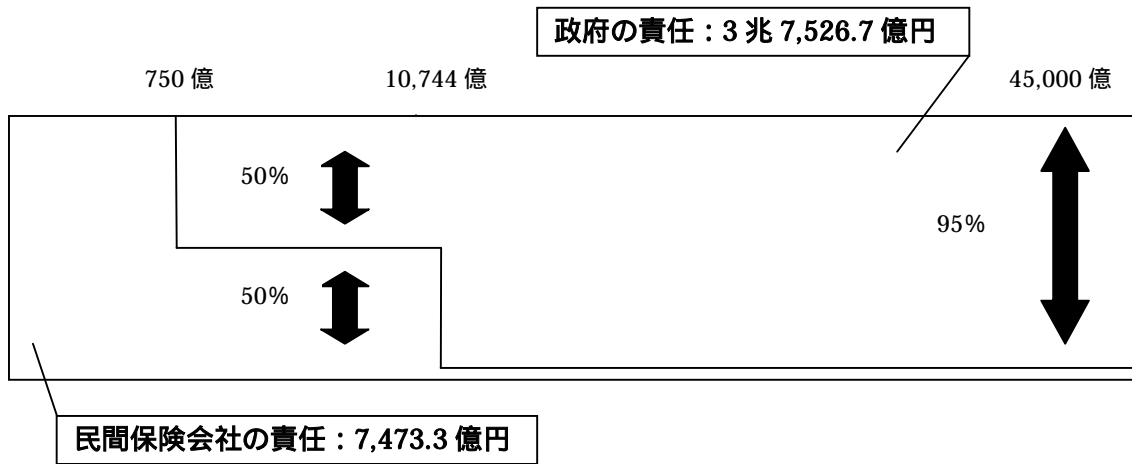 政府の責任：3 兆 7,526.7 億円
750 億
10,744 億
45,000 億
50%
95%
50%
民間保険会社の責任：7,473.3 億円